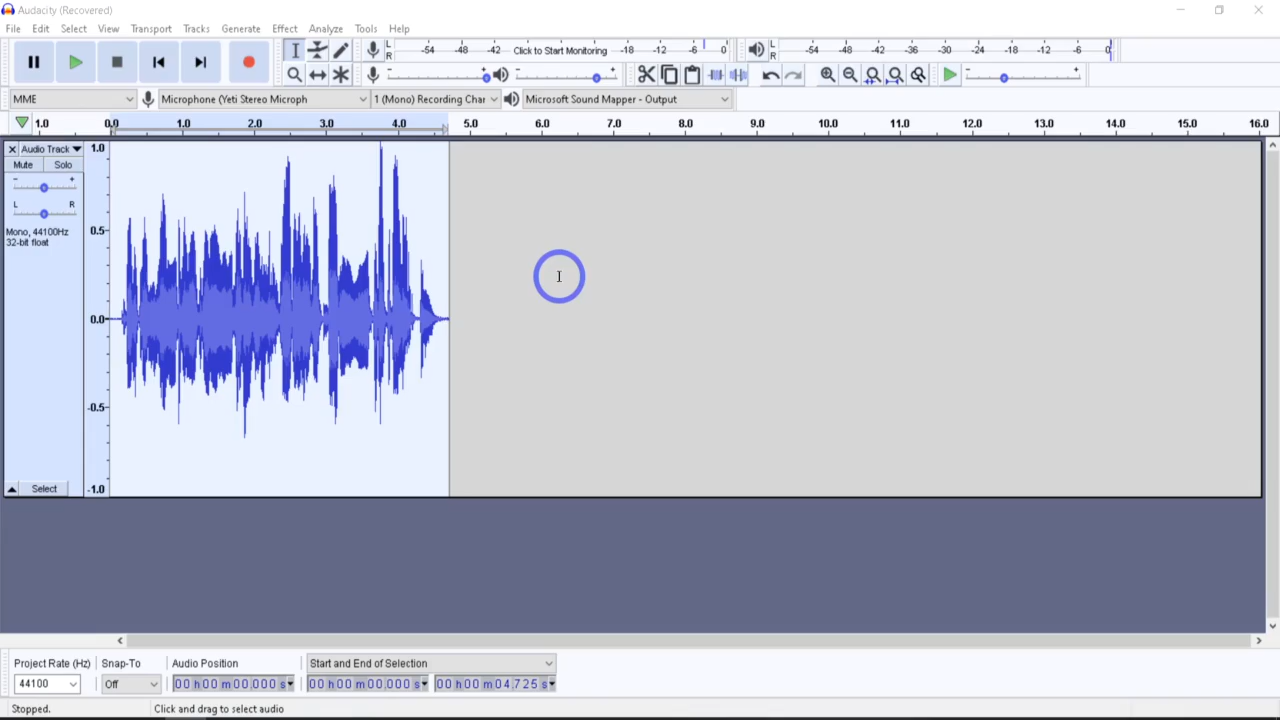 Audacity (Recovered)
File Edit Select View Transport Tracks Generate Effect Analyze Tools Help
L
R
-54 -48 -42 Click to Start Monitoring -18 -12 -6 0
L
R
-54 -48 -42 -36 -30 -24 -18 -12 -6 0
MME
Microphone (Yeti Stereo Microph
1 (Mono) Recording Char
Microsoft Sound Mapper - Output
1.0 0.0 1.0 2.0 3.0 4.0 5.0 6.0 7.0 8.0 9.0 10.0 11.0 12.0 13.0 14.0 15.0 16.0
Audio Track
Mute Solo
- +
L R
Mono, 44100Hz
32-bit float
Select
1.0
0.5
0.0
-0.5
-1.0
Project Rate (Hz) Snap-To Audio Position Start and End of Selection
44100 Off 00 h 00 m 00.000 s 00 h 00 m 00.000 s 00 h 00 m 04.725 s
Stopped. Click and drag to select audio